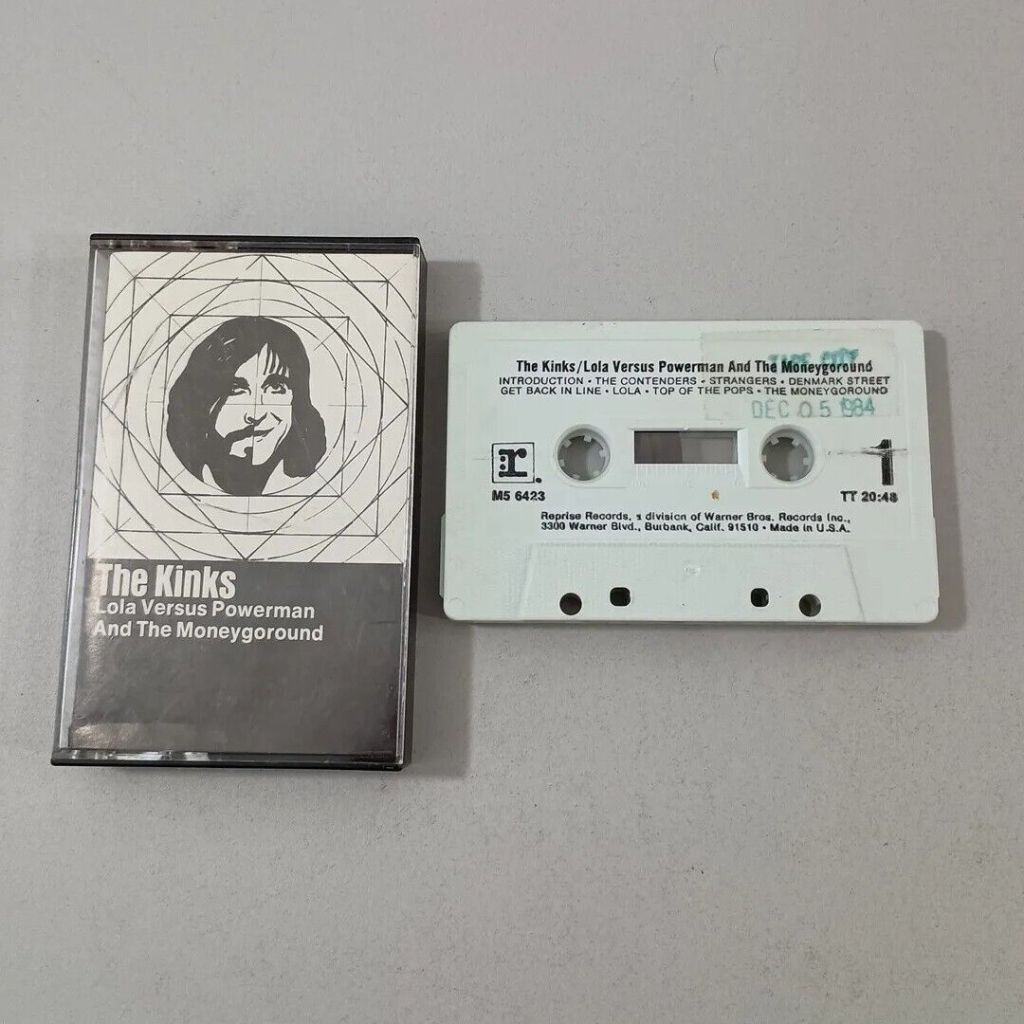 The Kinks
Lola Versus Powerman
And The Moneygoround
TAPE CITY
The Kinks/Lola Versus Powerman And The Moneygoround
INTRODUCTION • THE CONTENDERS • STRANGERS • DENMARK STREET
GET BACK IN LINE • LOLA • TOP OF THE POPS • THE MONEYGOROUND
DEC 05 1984
:r.
1
M5 6423
TT 20:48
Reprise Records, a division of Warner Bros. Records Inc.,
3300 Warner Blvd., Burbank, Calif. 91510 • Made in U.S.A.